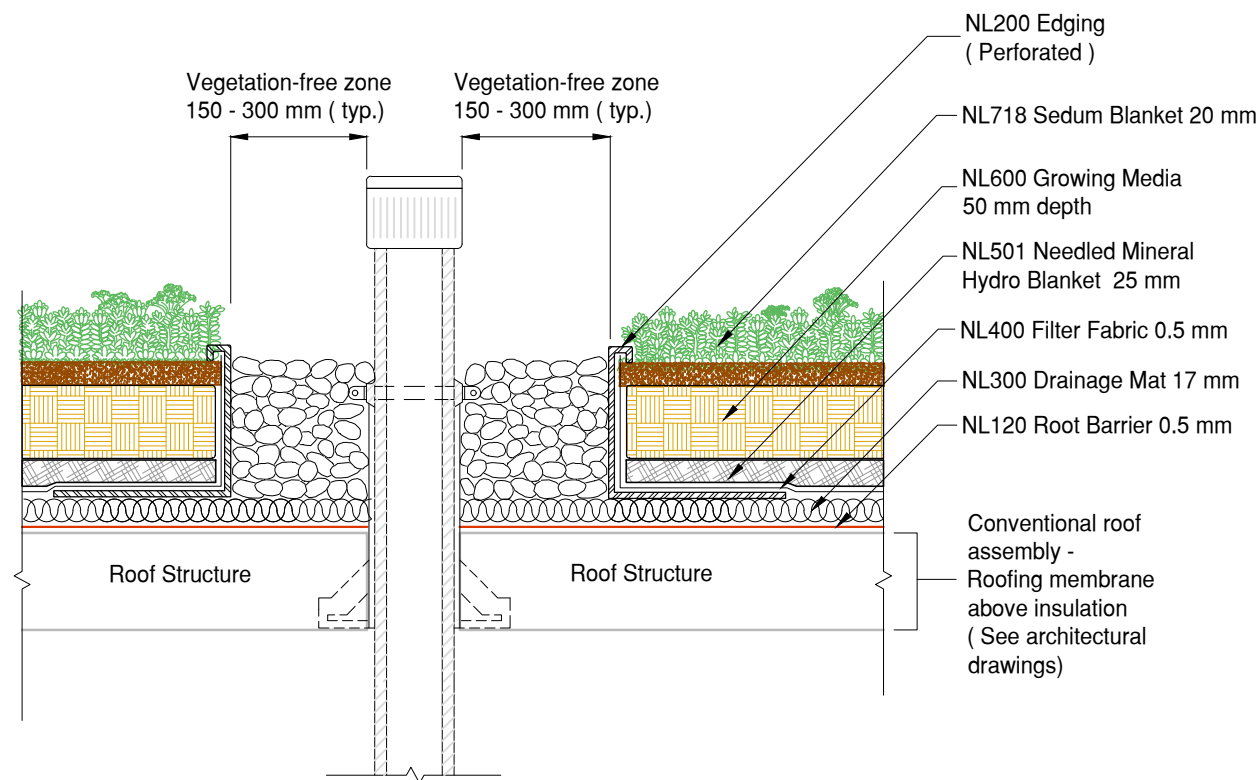 NL200 Edging
( Perforated )
Vegetation-free zone
150 - 300 mm ( typ.)
Vegetation-free zone
150 - 300 mm ( typ.)
NL718 Sedum Blanket 20 mm
NL600 Growing Media
50 mm depth
NL501 Needled Mineral
Hydro Blanket 25 mm
NL400 Filter Fabric 0.5 mm
NL300 Drainage Mat 17 mm
NL120 Root Barrier 0.5 mm
Conventional roof
assembly -
Roofing membrane
above insulation
( See architectural
drawings)
Roof Structure
Roof Structure